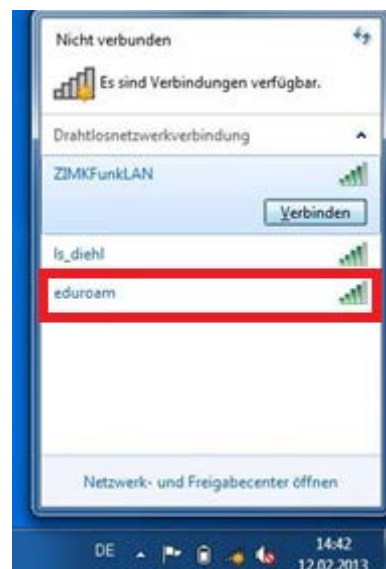 Nicht verbunden
Es sind Verbindungen verfügbar.
Drahtlosnetzwerkverbindung
ZIMKFunkLAN
Verbinden
ls_diehl
eduroam
Netzwerk- und Freigabecenter öffnen
DE
14:42
12.02.2013